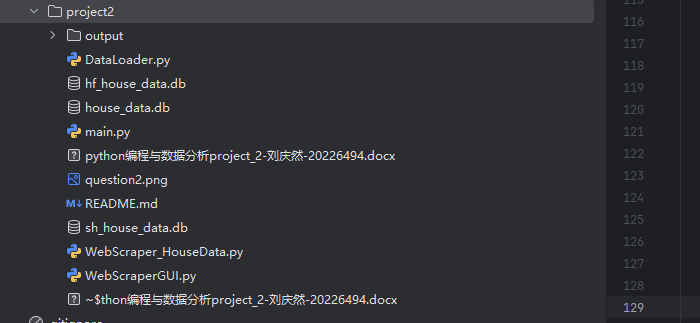 project2
output
DataLoader.py
hf_house_data.db
house_data.db
main.py
python编程与数据分析project_2-刘庆然-20226494.docx
question2.png
README.md
sh_house_data.db
WebScraper_HouseData.py
WebScraperGUI.py
~$thon编程与数据分析project_2-刘庆然-20226494.docx
.gitignore
115
116
117
118
119
120
121
122
123
124
125
126
127
128
129